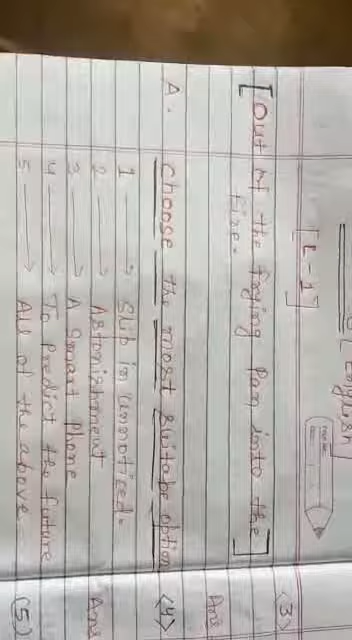 English
[L-1]
[Out of the frying pan into the
fire.]
A. Choose the most suitabe option
1 → Slip in unnoticed.
2 → Astonishment
3 → A Smart phone
4 → To predict the future
5 → All of the above
<3>
Ans
<4>
Ans
(5)